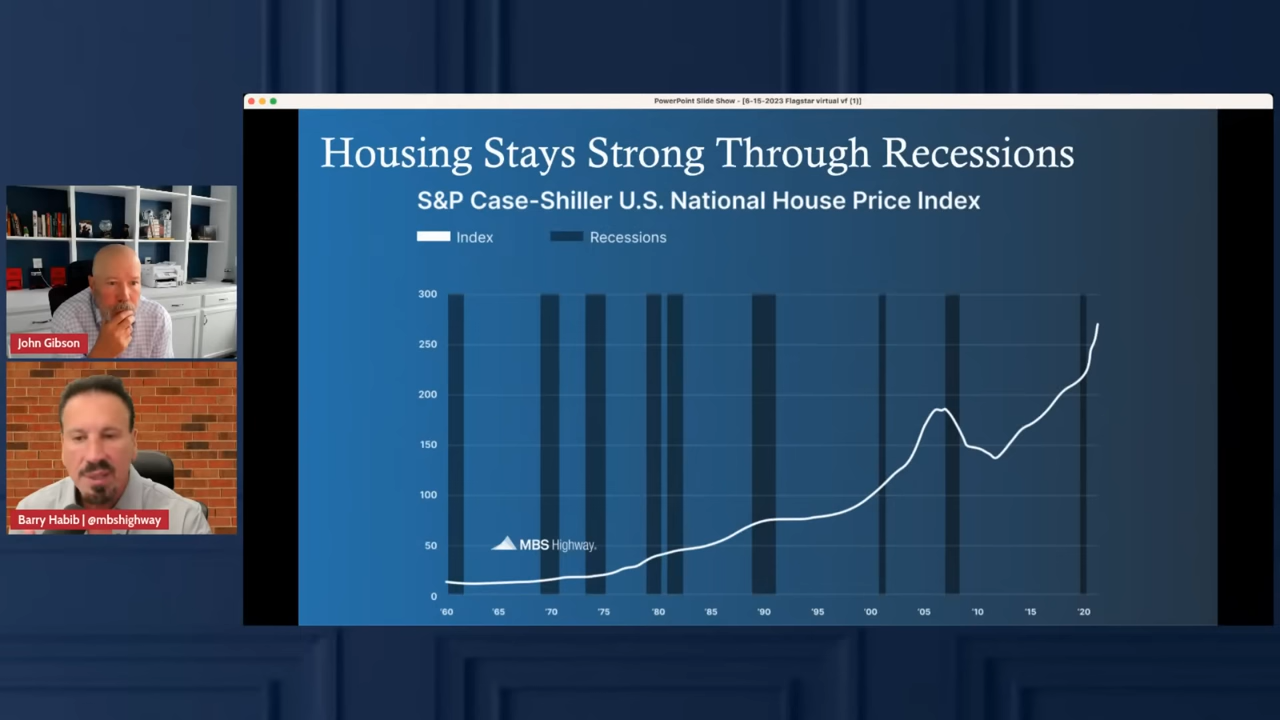 PowerPoint Slide Show - [6-15-2023 Flagstar virtual vf (1)]
Housing Stays Strong Through Recessions
S&P Case-Shiller U.S. National House Price Index
Index
Recessions
300
250
200
150
100
50
0
MBS Highway.
'60 '65 '70 '75 '80 '85 '90 '95 '00 '05 '10 '15 '20
John Gibson
Barry Habib | @mbshighway